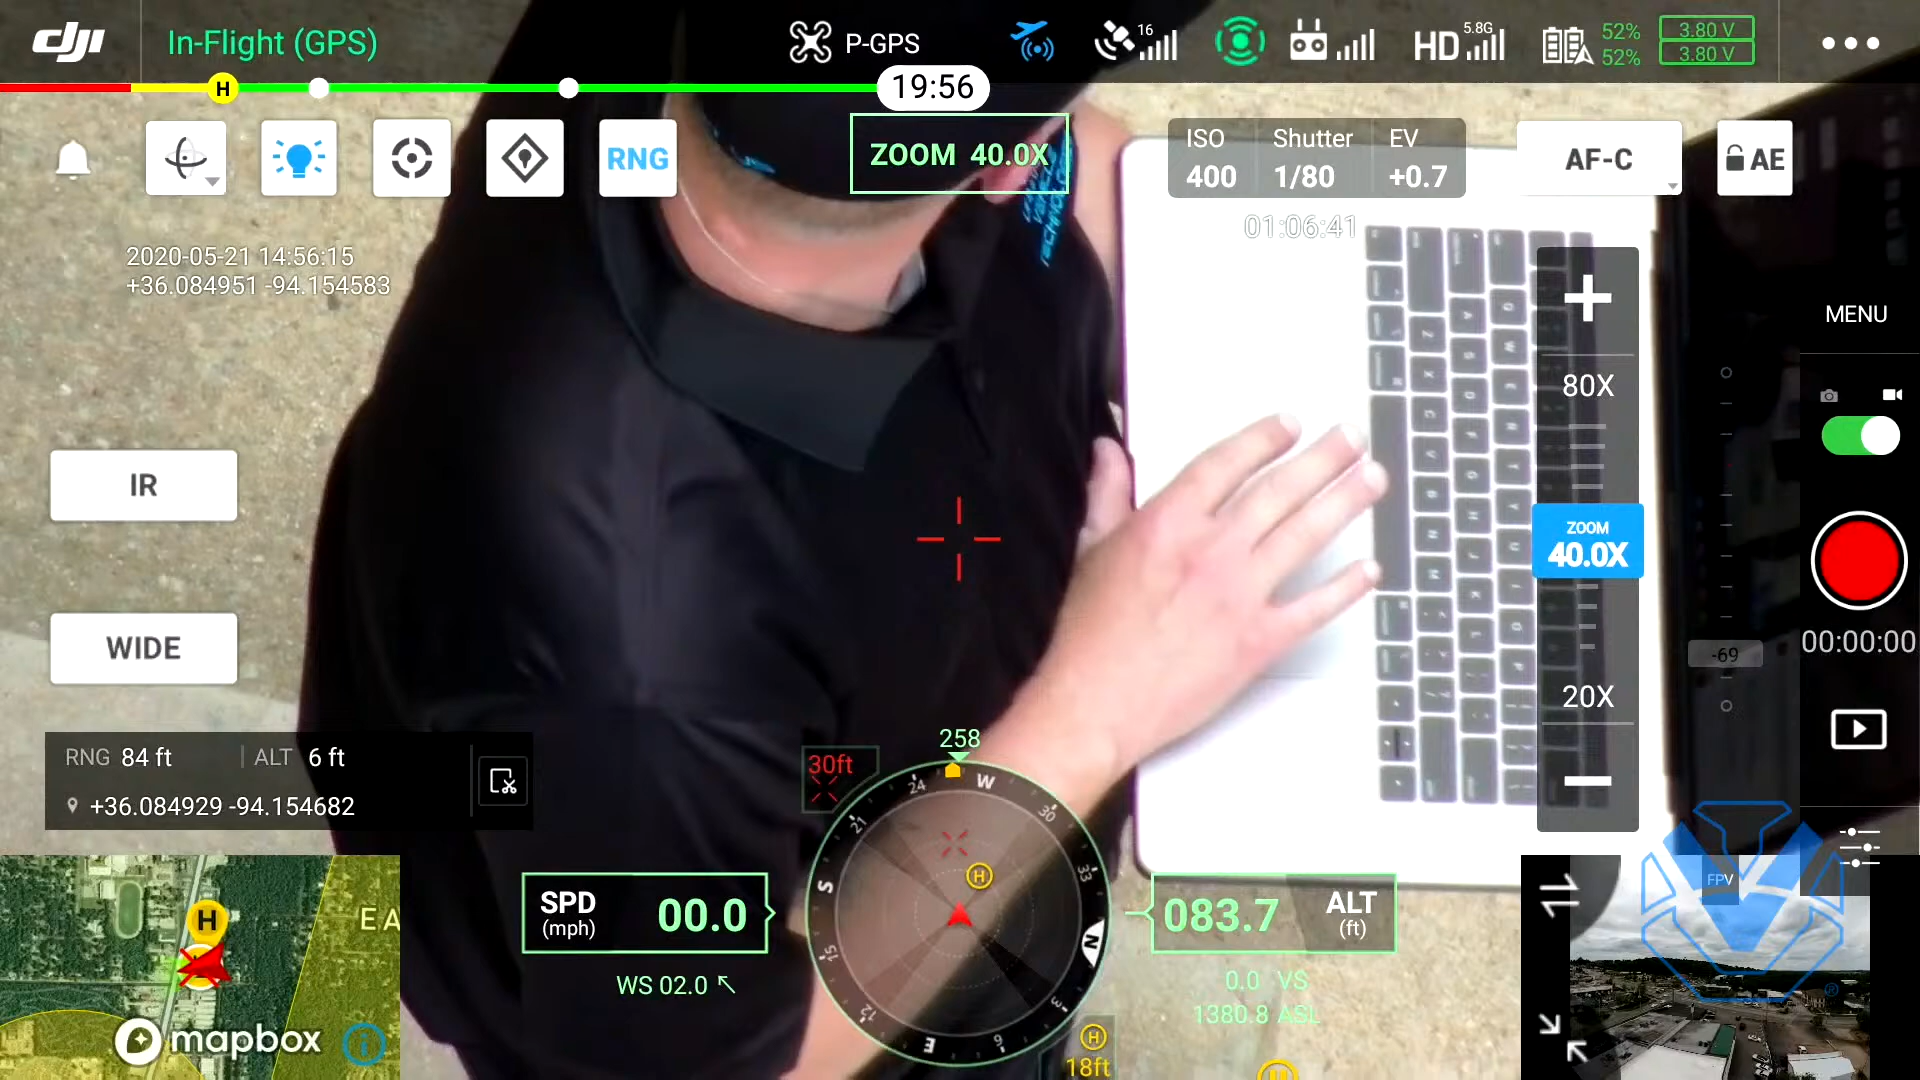 dji
In-Flight (GPS)
P-GPS
16
HD 5.8G
52%
52%
3.80 V
3.80 V
H
19:56
RNG
ZOOM 40.0X
ISO
400
Shutter
1/80
EV
+0.7
AF-C
AE
01:06:41
2020-05-21 14:56:15
+36.084951 -94.154583
MENU
80X
IR
ZOOM
40.0X
WIDE
00:00:00
-69
20X
RNG 84 ft
ALT 6 ft
+36.084929 -94.154682
258
30ft
24
W
30
21
33
S
N
15
3
12
E
6
H
SPD
(mph)
00.0
WS 02.0
083.7
ALT
(ft)
0.0 VS
1380.8 ASL
H
18ft
H
EA
mapbox
FPV